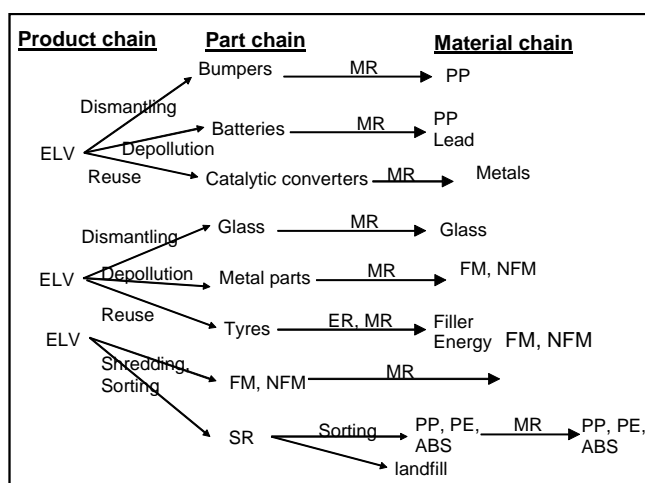 Product chain Part chain Material chain
Bumpers MR PP
Dismantling
Batteries MR PP
Lead
ELV Depollution
Reuse Catalytic converters MR Metals
Dismantling Glass MR Glass
ELV Depollution Metal parts MR FM, NFM
Reuse Tyres ER, MR Filler
Energy FM, NFM
ELV
Shredding,
Sorting FM, NFM MR
SR Sorting PP, PE,
ABS MR PP, PE,
ABS
landfill